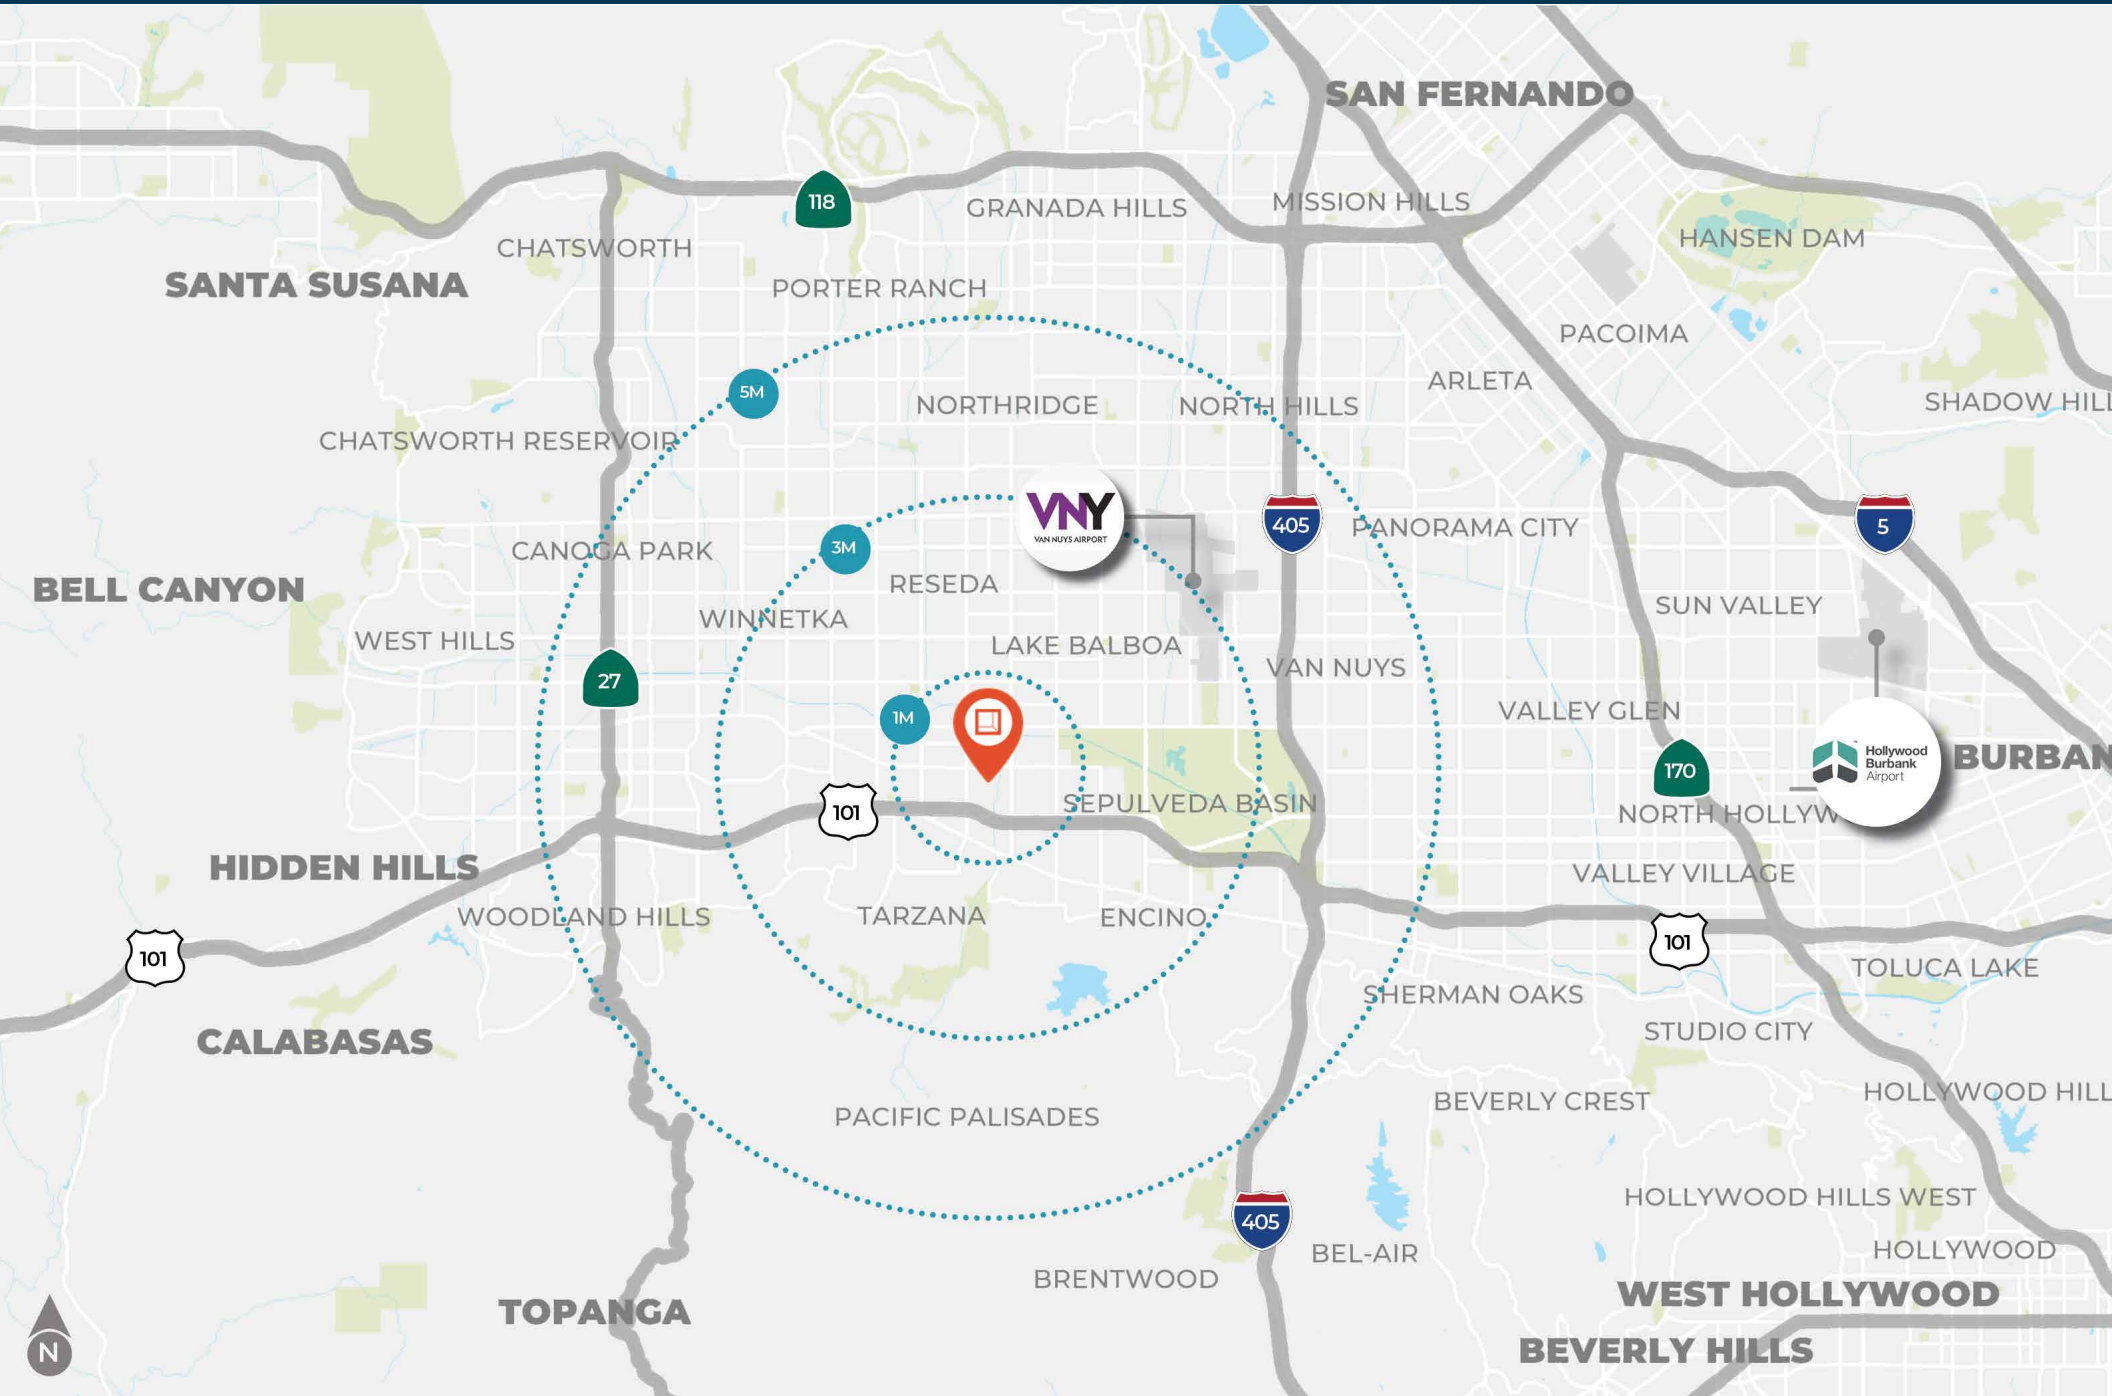 SAN FERNANDO
118
GRANADA HILLS
MISSION HILLS
HANSEN DAM
CHATSWORTH
SANTA SUSANA
PORTER RANCH
PACOIMA
ARLETA
5M
NORTHRIDGE
NORTH HILLS
SHADOW HILL
CHATSWORTH RESERVOIR
VNY
VAN NUYS AIRPORT
405
PANORAMA CITY
5
3M
CANOGA PARK
RESEDA
BELL CANYON
SUN VALLEY
WINNETKA
WEST HILLS
LAKE BALBOA
VAN NUYS
27
1M
VALLEY GLEN
Hollywood
Burbank
Airport
BURBAN
170
101
SEPULVEDA BASIN
NORTH HOLLYW
HIDDEN HILLS
VALLEY VILLAGE
WOODLAND HILLS
TARZANA
ENCINO
101
101
TOLUCA LAKE
SHERMAN OAKS
STUDIO CITY
CALABASAS
HOLLYWOOD HILL
BEVERLY CREST
PACIFIC PALISADES
HOLLYWOOD HILLS WEST
405
BEL-AIR
HOLLYWOOD
BRENTWOOD
WEST HOLLYWOOD
TOPANGA
BEVERLY HILLS
N